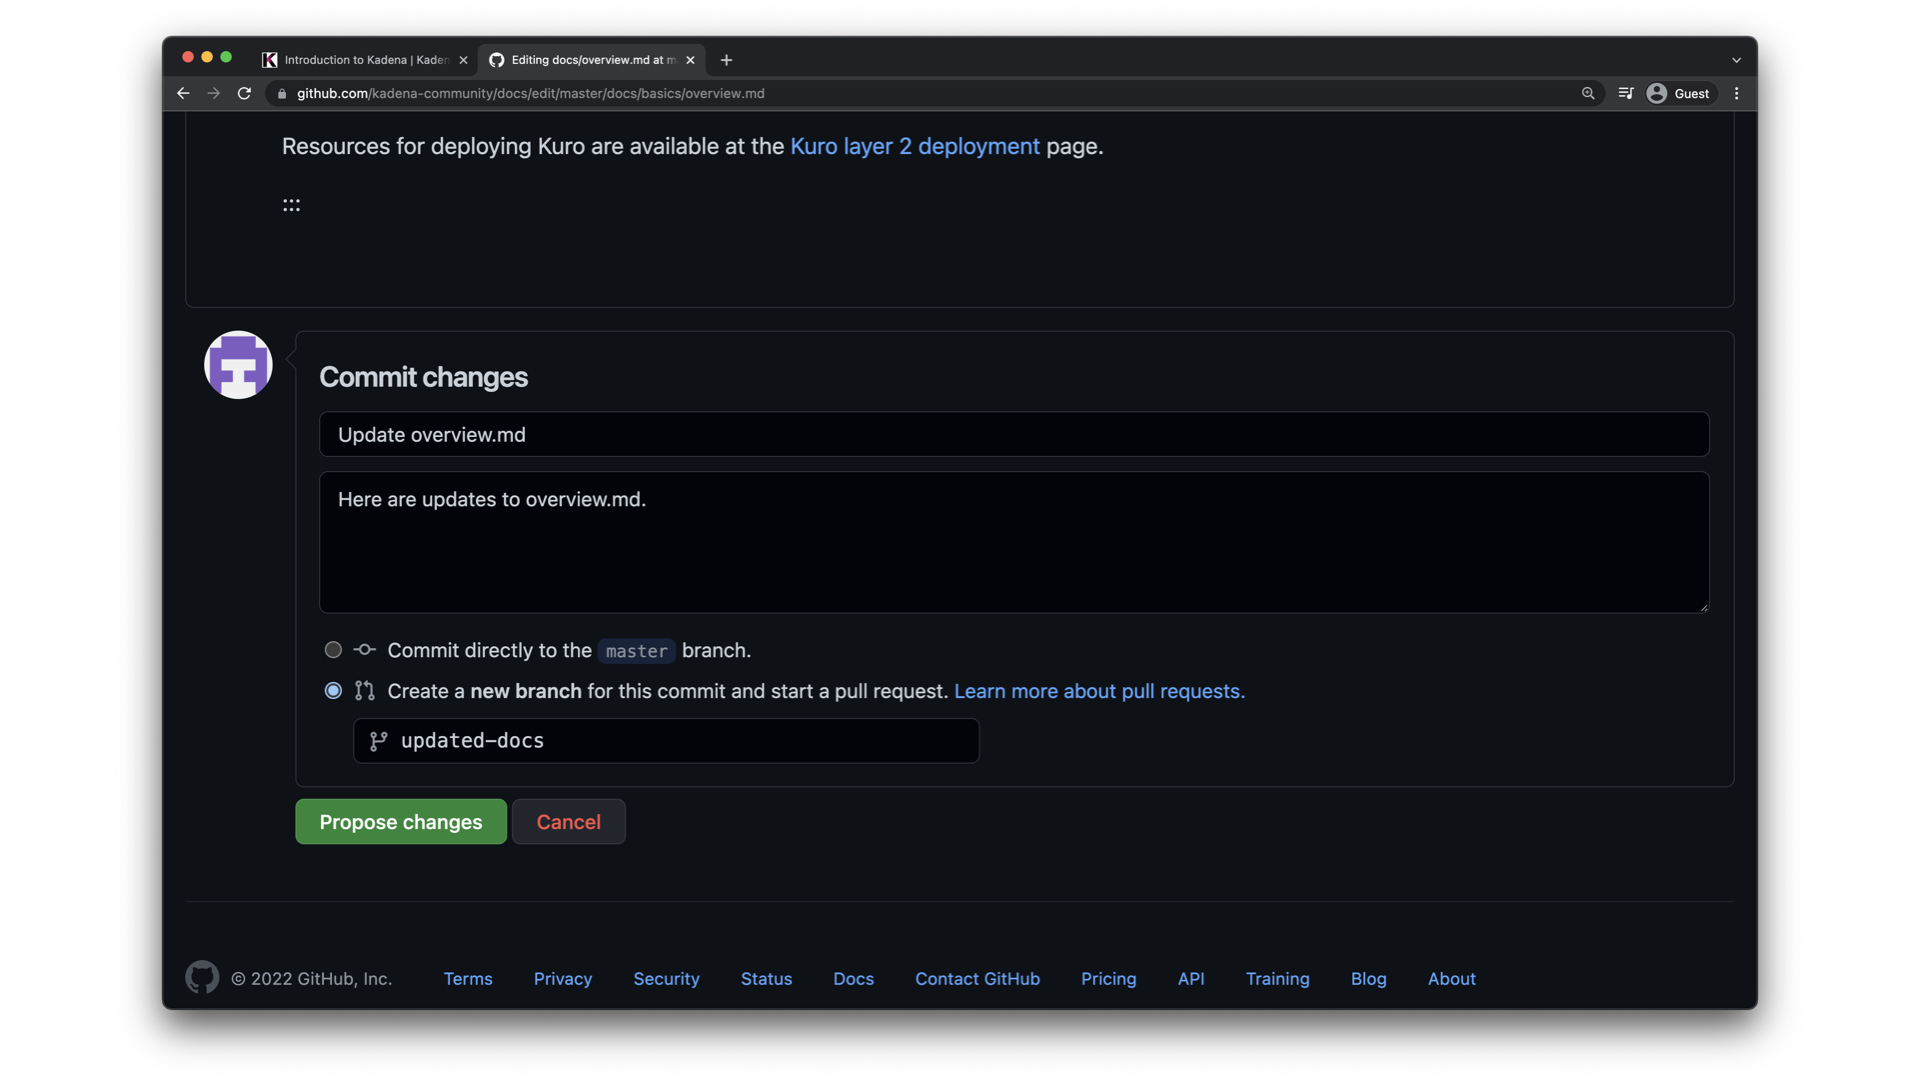 Introduction to Kadena | Kaden
Editing docs/overview.md at m
github.com/kadena-community/docs/edit/master/docs/basics/overview.md
Guest
Resources for deploying Kuro are available at the Kuro layer 2 deployment page.
:::
Commit changes
Update overview.md
Here are updates to overview.md.
Commit directly to the master branch.
Create a new branch for this commit and start a pull request. Learn more about pull requests.
updated-docs
Propose changes
Cancel
© 2022 GitHub, Inc.
Terms
Privacy
Security
Status
Docs
Contact GitHub
Pricing
API
Training
Blog
About